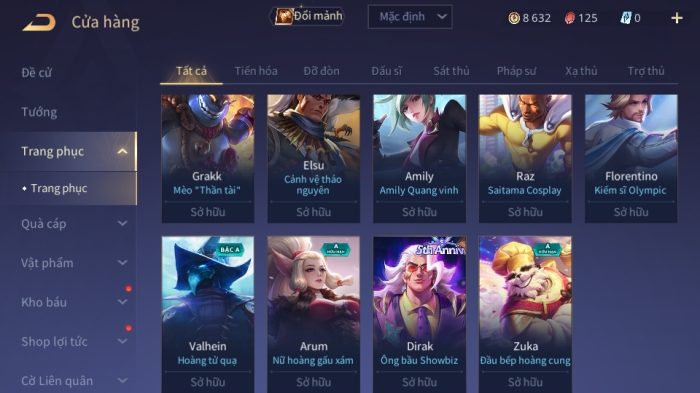 Cửa hàng
Đổi mảnh
Mặc định
8 632
125
0
Đề cử
Tướng
Trang phục
Trang phục
Quà cáp
Vật phẩm
Kho báu
Shop lợi tức
Cờ Liên quân
Tất cả Tiến hóa Đỡ đòn Đấu sĩ Sát thủ Pháp sư Xạ thủ Trợ thủ
Grakk
Mèo "Thần tài"
Sở hữu
Elsu
Cảnh vệ thảo
nguyên
Sở hữu
Amily
Amily Quang vinh
Sở hữu
Raz
Saitama Cosplay
Sở hữu
Florentino
Kiếm sĩ Olympic
Sở hữu
BẬC A
Valhein
Hoàng tử quạ
Sở hữu
A
HỮU HẠN
Arum
Nữ hoàng gấu xám
Sở hữu
5th Anniv
Dirak
Ông bầu Showbiz
Sở hữu
A
HỮU HẠN
Zuka
Đầu bếp hoàng cung
Sở hữu